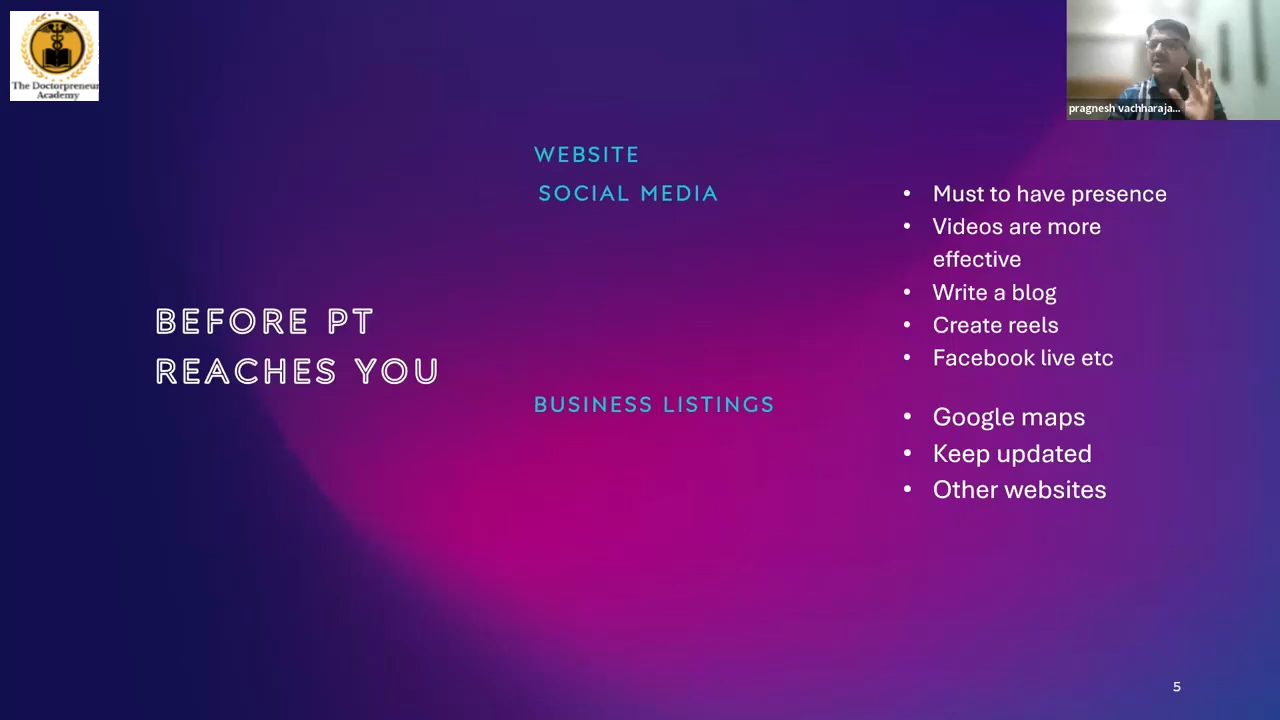 The Doctorpreneur
Academy
pragnesh vachharaja...
WEBSITE
SOCIAL MEDIA
• Must to have presence
• Videos are more
effective
• Write a blog
• Create reels
• Facebook live etc
BEFORE PT
REACHES YOU
BUSINESS LISTINGS
• Google maps
• Keep updated
• Other websites
5